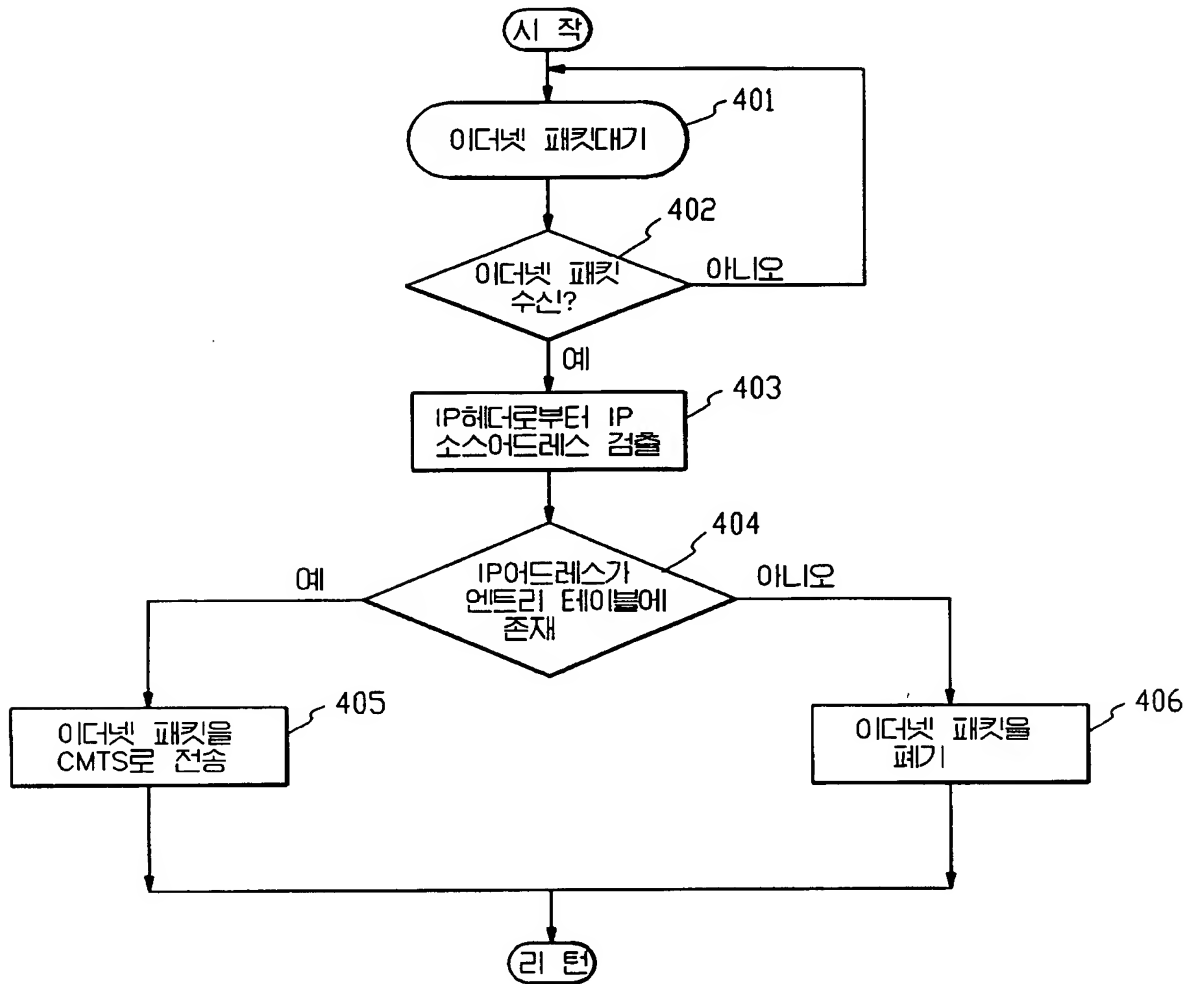 시 작
401
이더넷 패킷대기
402
이더넷 패킷
수신?
아니오
예
403
IP헤더로부터 IP
소스어드레스 검출
404
IP어드레스가
엔트리 테이블에
존재
예
아니오
405
이더넷 패킷을
CMTS로 전송
406
이더넷 패킷을
폐기
리 턴